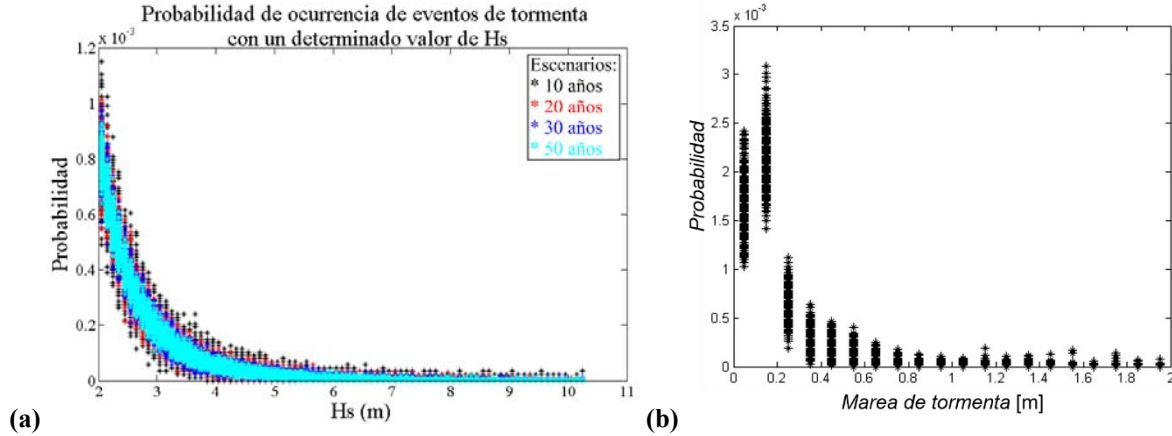 Probabilidad de ocurrencia de eventos de tormenta
con un determinado valor de Hs
x 10⁻³
1.2
1
0.8
0.6
0.4
0.2
0
Probabilidad
Escenarios:
* 10 años
* 20 años
* 30 años
* 50 años
2 3 4 5 6 7 8 9 10 11
Hs (m)
(a)
x 10⁻³
3.5
3
2.5
2
1.5
1
0.5
0
Probabilidad
0 0.2 0.4 0.6 0.8 1 1.2 1.4 1.6 1.8 2
Marea de tormenta [m]
(b)